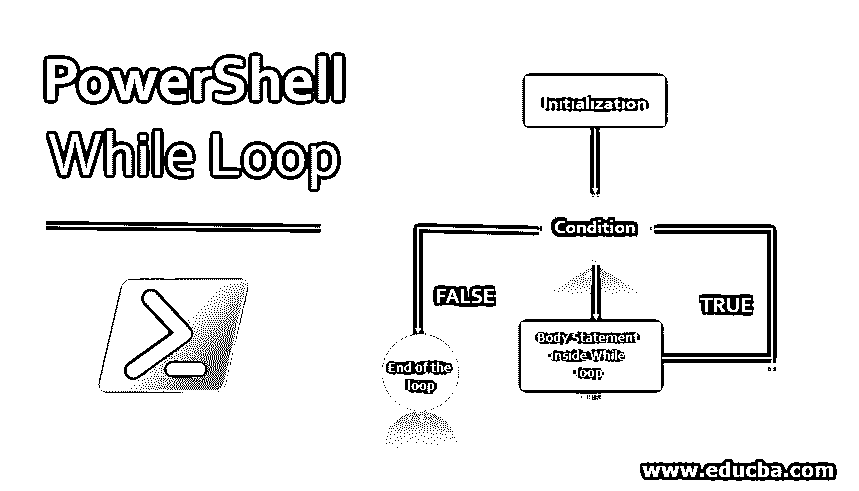 PowerShell
While Loop
Initialization
Condition
FALSE
TRUE
Body Statement
inside While
loop
End of the
loop
www.educba.com